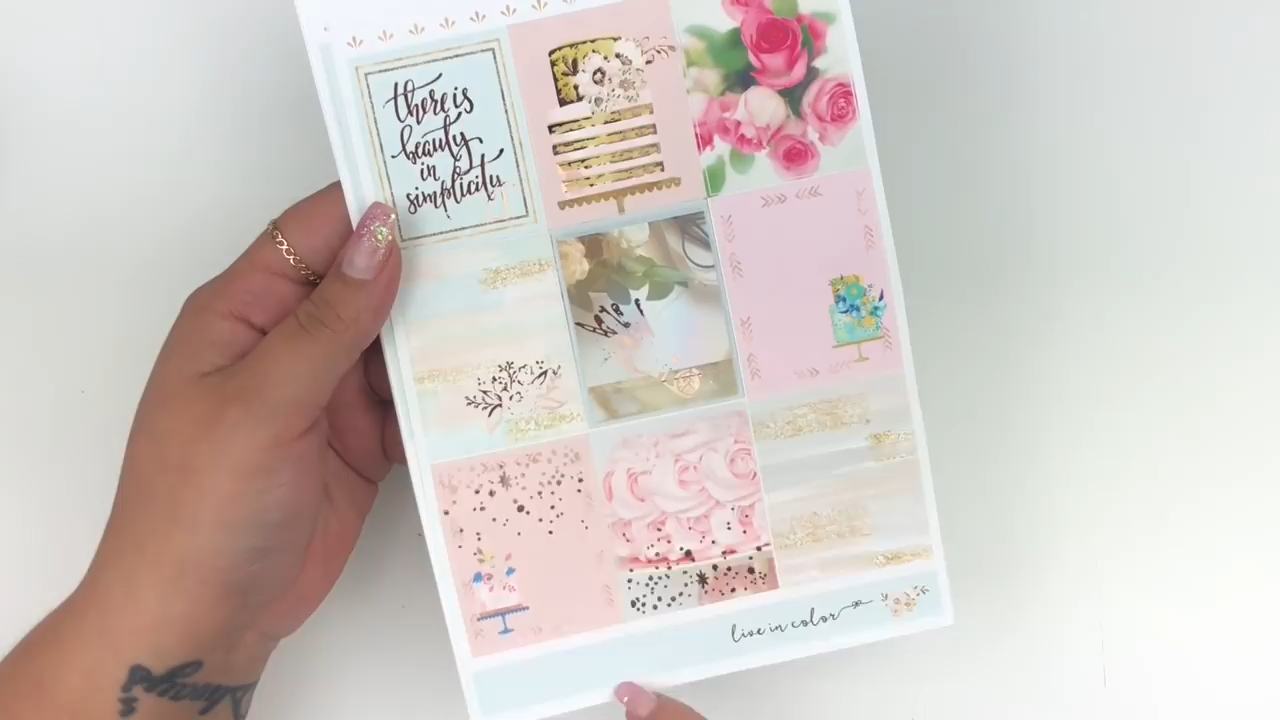 there is
beauty
in
simplicity
live in color